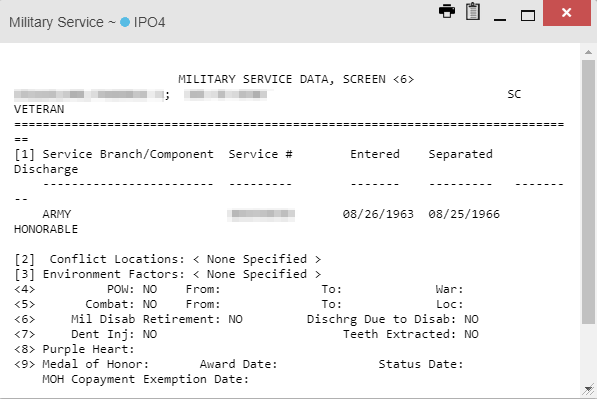 Military Service ~ IPO4
MILITARY SERVICE DATA, SCREEN <6>
; SC
VETERAN
==============================================================================
==
[1] Service Branch/Component Service # Entered Separated
Discharge
------------------------ --------- ------- --------- -------
--
ARMY 08/26/1963 08/25/1966
HONORABLE
[2] Conflict Locations: < None Specified >
[3] Environment Factors: < None Specified >
<4> POW: NO From: To: War:
<5> Combat: NO From: To: Loc:
<6> Mil Disab Retirement: NO Dischrg Due to Disab: NO
<7> Dent Inj: NO Teeth Extracted: NO
<8> Purple Heart:
<9> Medal of Honor: Award Date: Status Date:
MOH Copayment Exemption Date: